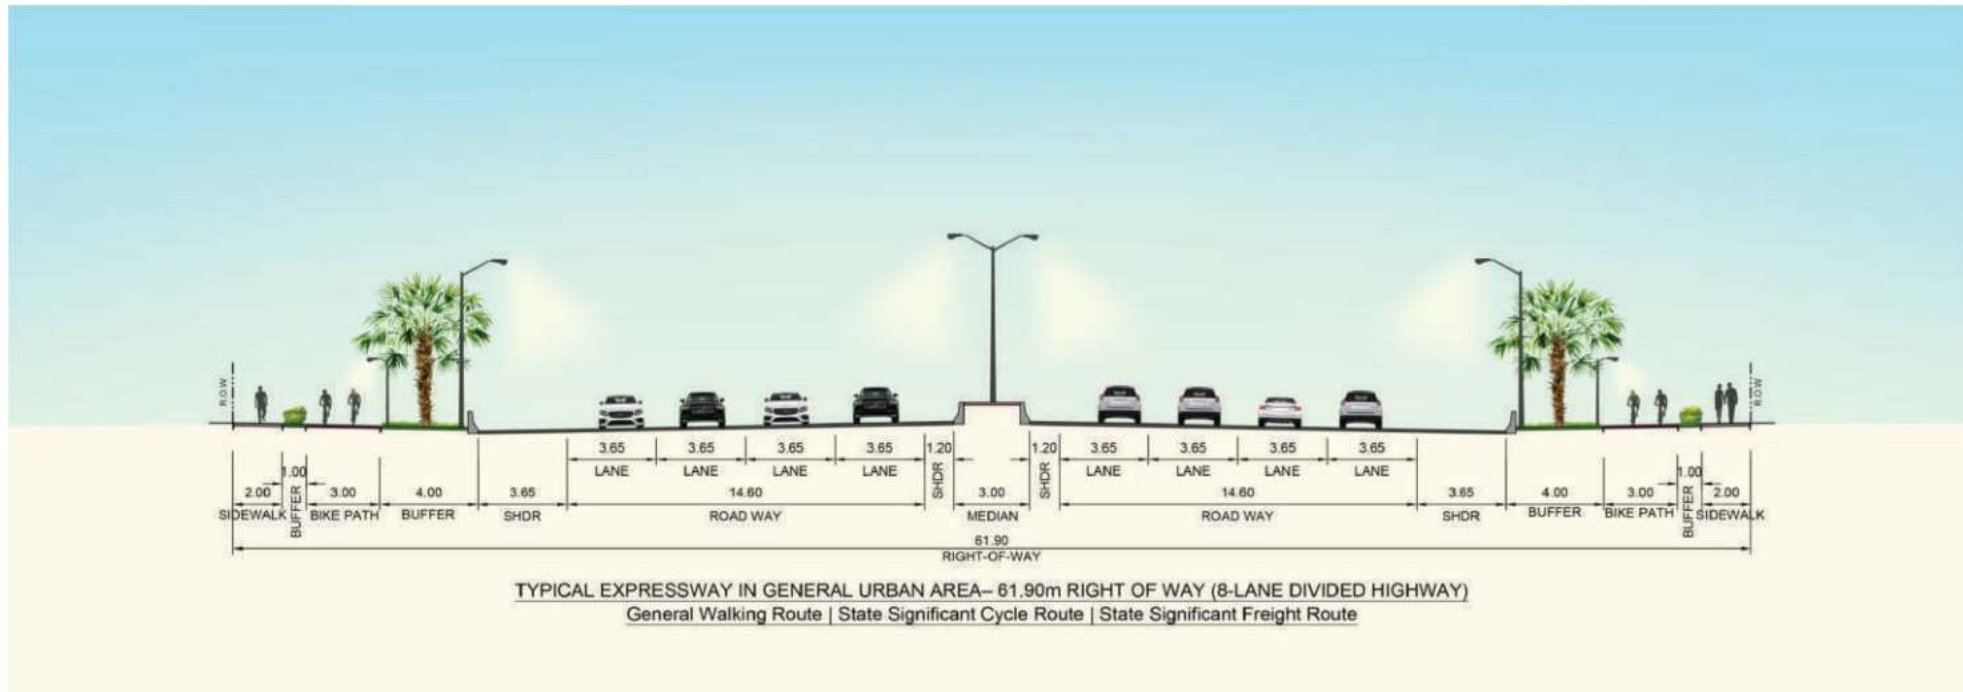 R.O.W
R.O.W
3.65 3.65 3.65 3.65 1.20 1.20 3.65 3.65 3.65 3.65
LANE LANE LANE LANE SHDR SHDR LANE LANE LANE LANE
1.00 1.00
2.00 3.00 4.00 3.65 14.60 3.00 14.60 3.65 4.00 3.00 2.00
SIDEWALK BUFFER BIKE PATH BUFFER SHDR ROAD WAY MEDIAN ROAD WAY SHDR BUFFER BIKE PATH BUFFER SIDEWALK
61.90
RIGHT-OF-WAY
TYPICAL EXPRESSWAY IN GENERAL URBAN AREA– 61.90m RIGHT OF WAY (8-LANE DIVIDED HIGHWAY)
General Walking Route | State Significant Cycle Route | State Significant Freight Route